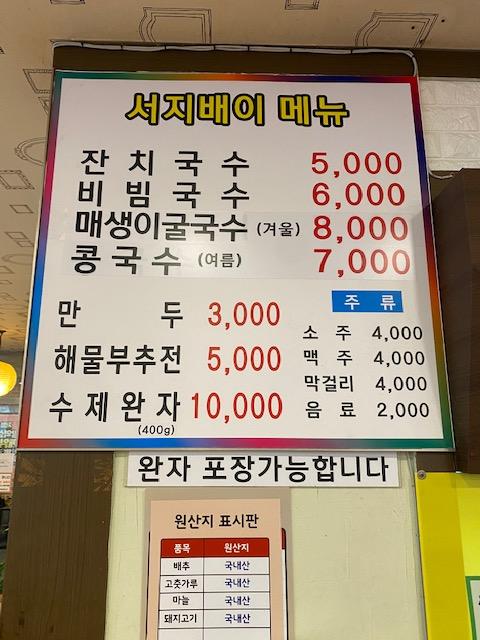 서지배이 메뉴
잔치국수 5,000
비빔국수 6,000
매생이굴국수 (겨울) 8,000
콩국수 (여름) 7,000
만두 3,000
해물부추전 5,000
수제완자 10,000
(400g)
주류
소주 4,000
맥주 4,000
막걸리 4,000
음료 2,000
완자 포장가능합니다
원산지 표시판
품목 원산지
배추 국내산
고춧가루 국내산
마늘 국내산
돼지고기 국내산